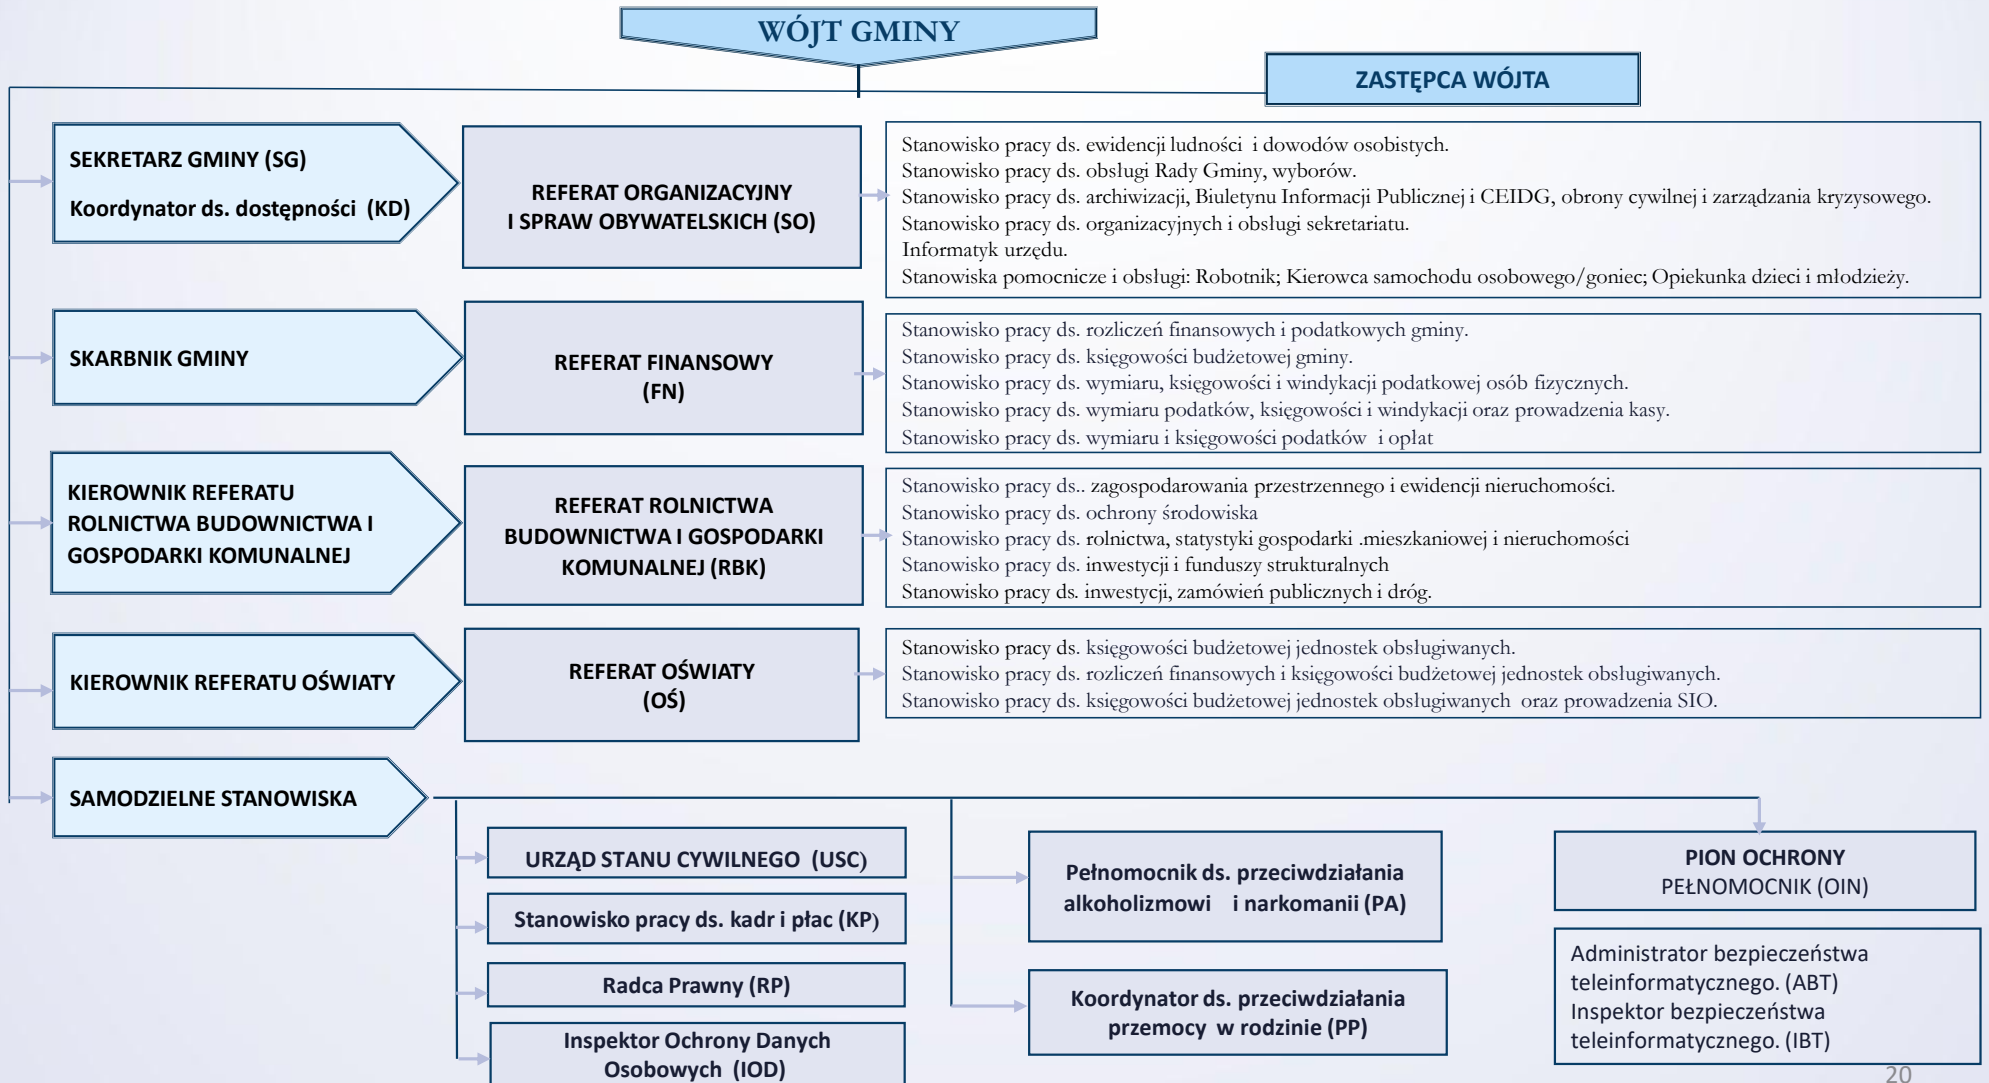 WÓJT GMINY
ZASTĘPCA WÓJTA
SEKRETARZ GMINY (SG)
Koordynator ds. dostępności (KD)
REFERAT ORGANIZACYJNY
I SPRAW OBYWATELSKICH (SO)
Stanowisko pracy ds. ewidencji ludności i dowodów osobistych.
Stanowisko pracy ds. obsługi Rady Gminy, wyborów.
Stanowisko pracy ds. archiwizacji, Biuletynu Informacji Publicznej i CEIDG, obrony cywilnej i zarządzania kryzysowego.
Stanowisko pracy ds. organizacyjnych i obsługi sekretariatu.
Informatyk urzędu.
Stanowiska pomocnicze i obsługi: Robotnik; Kierowca samochodu osobowego/goniec; Opiekunka dzieci i młodzieży.
SKARBNIK GMINY
REFERAT FINANSOWY
(FN)
Stanowisko pracy ds. rozliczeń finansowych i podatkowych gminy.
Stanowisko pracy ds. księgowości budżetowej gminy.
Stanowisko pracy ds. wymiaru, księgowości i windykacji podatkowej osób fizycznych.
Stanowisko pracy ds. wymiaru podatków, księgowości i windykacji oraz prowadzenia kasy.
Stanowisko pracy ds. wymiaru i księgowości podatków i opłat
KIEROWNIK REFERATU
ROLNICTWA BUDOWNICTWA I
GOSPODARKI KOMUNALNEJ
REFERAT ROLNICTWA
BUDOWNICTWA I GOSPODARKI
KOMUNALNEJ (RBK)
Stanowisko pracy ds.. zagospodarowania przestrzennego i ewidencji nieruchomości.
Stanowisko pracy ds. ochrony środowiska
Stanowisko pracy ds. rolnictwa, statystyki gospodarki .mieszkaniowej i nieruchomości
Stanowisko pracy ds. inwestycji i funduszy strukturalnych
Stanowisko pracy ds. inwestycji, zamówień publicznych i dróg.
KIEROWNIK REFERATU OŚWIATY
REFERAT OŚWIATY
(OŚ)
Stanowisko pracy ds. księgowości budżetowej jednostek obsługiwanych.
Stanowisko pracy ds. rozliczeń finansowych i księgowości budżetowej jednostek obsługiwanych.
Stanowisko pracy ds. księgowości budżetowej jednostek obsługiwanych oraz prowadzenia SIO.
SAMODZIELNE STANOWISKA
URZĄD STANU CYWILNEGO (USC)
Stanowisko pracy ds. kadr i płac (KP)
Radca Prawny (RP)
Inspektor Ochrony Danych
Osobowych (IOD)
Pełnomocnik ds. przeciwdziałania
alkoholizmowi i narkomanii (PA)
Koordynator ds. przeciwdziałania
przemocy w rodzinie (PP)
PION OCHRONY
PEŁNOMOCNIK (OIN)
Administrator bezpieczeństwa
teleinformatycznego. (ABT)
Inspektor bezpieczeństwa
teleinformatycznego. (IBT)
20